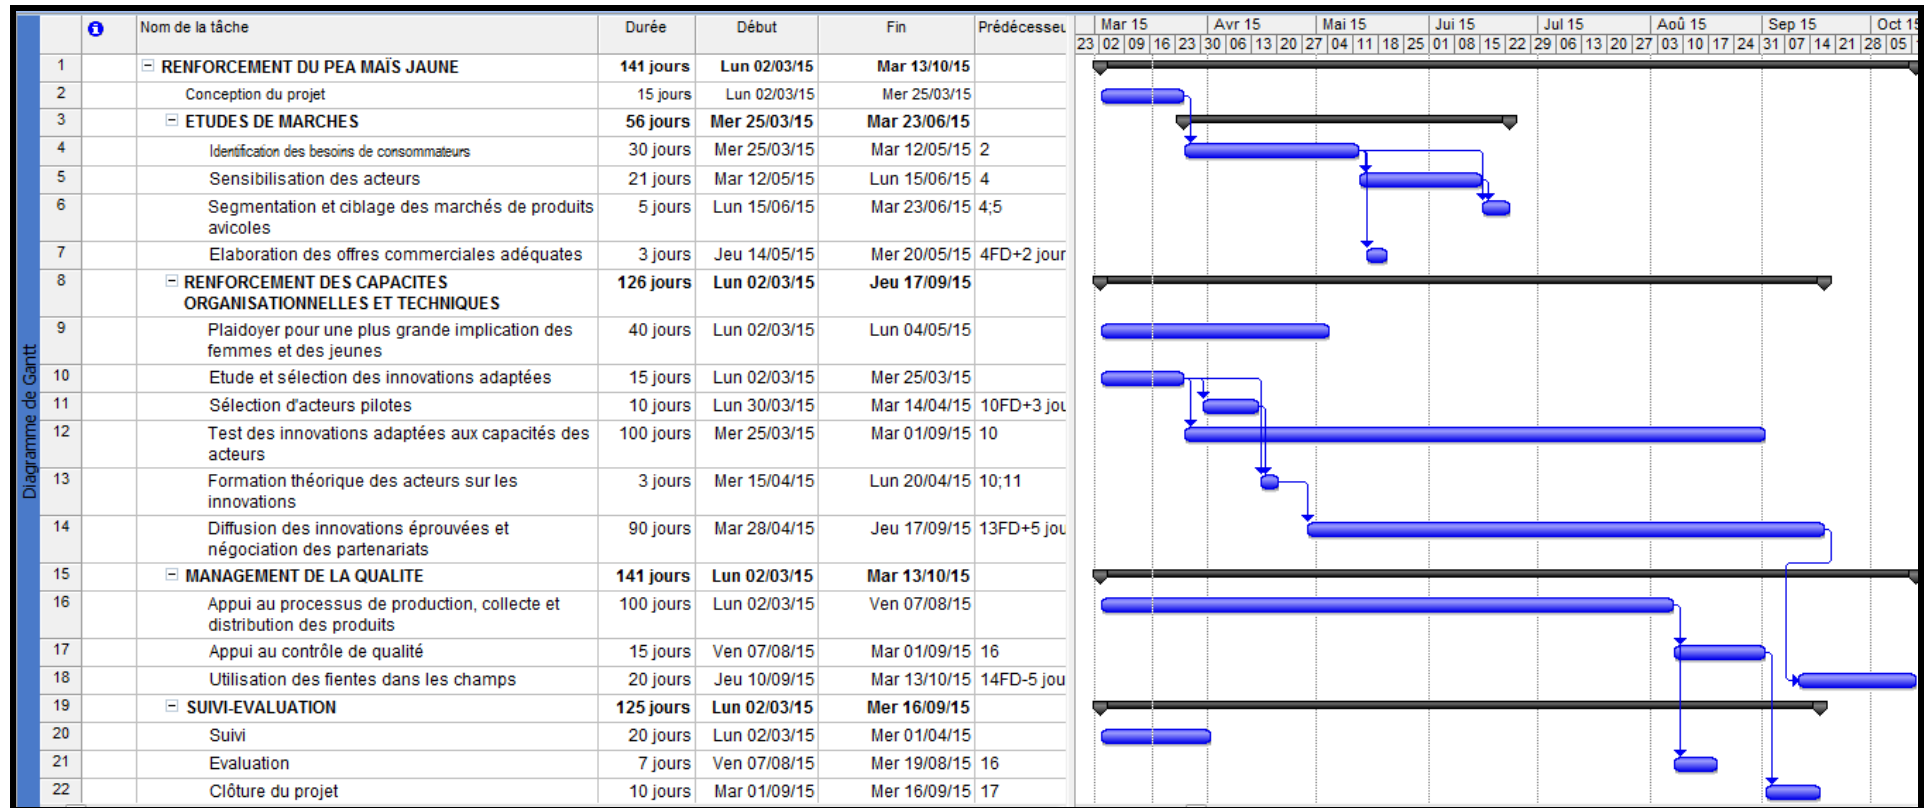 Nom de la tâche Durée Début Fin Prédécesseu
Mar 15 Avr 15 Mai 15 Jui 15 Jul 15 Aoû 15 Sep 15 Oct 15
23 02 09 16 23 30 06 13 20 27 04 11 18 25 01 08 15 22 29 06 13 20 27 03 10 17 24 31 07 14 21 28 05
1 RENFORCEMENT DU PEA MAÏS JAUNE 141 jours Lun 02/03/15 Mar 13/10/15
2 Conception du projet 15 jours Lun 02/03/15 Mer 25/03/15
3 ETUDES DE MARCHES 56 jours Mer 25/03/15 Mar 23/06/15
4 Identification des besoins de consommateurs 30 jours Mer 25/03/15 Mar 12/05/15 2
5 Sensibilisation des acteurs 21 jours Mar 12/05/15 Lun 15/06/15 4
6 Segmentation et ciblage des marchés de produits 5 jours Lun 15/06/15 Mar 23/06/15 4;5
avicoles
7 Elaboration des offres commerciales adéquates 3 jours Jeu 14/05/15 Mer 20/05/15 4FD+2 jour
8 RENFORCEMENT DES CAPACITES 126 jours Lun 02/03/15 Jeu 17/09/15
ORGANISATIONNELLES ET TECHNIQUES
9 Plaidoyer pour une plus grande implication des 40 jours Lun 02/03/15 Lun 04/05/15
femmes et des jeunes
10 Etude et sélection des innovations adaptées 15 jours Lun 02/03/15 Mer 25/03/15
11 Sélection d'acteurs pilotes 10 jours Lun 30/03/15 Mar 14/04/15 10FD+3 jou
12 Test des innovations adaptées aux capacités des 100 jours Mer 25/03/15 Mar 01/09/15 10
acteurs
13 Formation théorique des acteurs sur les 3 jours Mer 15/04/15 Lun 20/04/15 10;11
innovations
14 Diffusion des innovations éprouvées et 90 jours Mar 28/04/15 Jeu 17/09/15 13FD+5 jou
négociation des partenariats
15 MANAGEMENT DE LA QUALITE 141 jours Lun 02/03/15 Mar 13/10/15
16 Appui au processus de production, collecte et 100 jours Lun 02/03/15 Ven 07/08/15
distribution des produits
17 Appui au contrôle de qualité 15 jours Ven 07/08/15 Mar 01/09/15 16
18 Utilisation des fientes dans les champs 20 jours Jeu 10/09/15 Mar 13/10/15 14FD-5 jou
19 SUIVI-EVALUATION 125 jours Lun 02/03/15 Mer 16/09/15
20 Suivi 20 jours Lun 02/03/15 Mer 01/04/15
21 Evaluation 7 jours Ven 07/08/15 Mer 19/08/15 16
22 Clôture du projet 10 jours Mar 01/09/15 Mer 16/09/15 17
Diagramme de Gantt